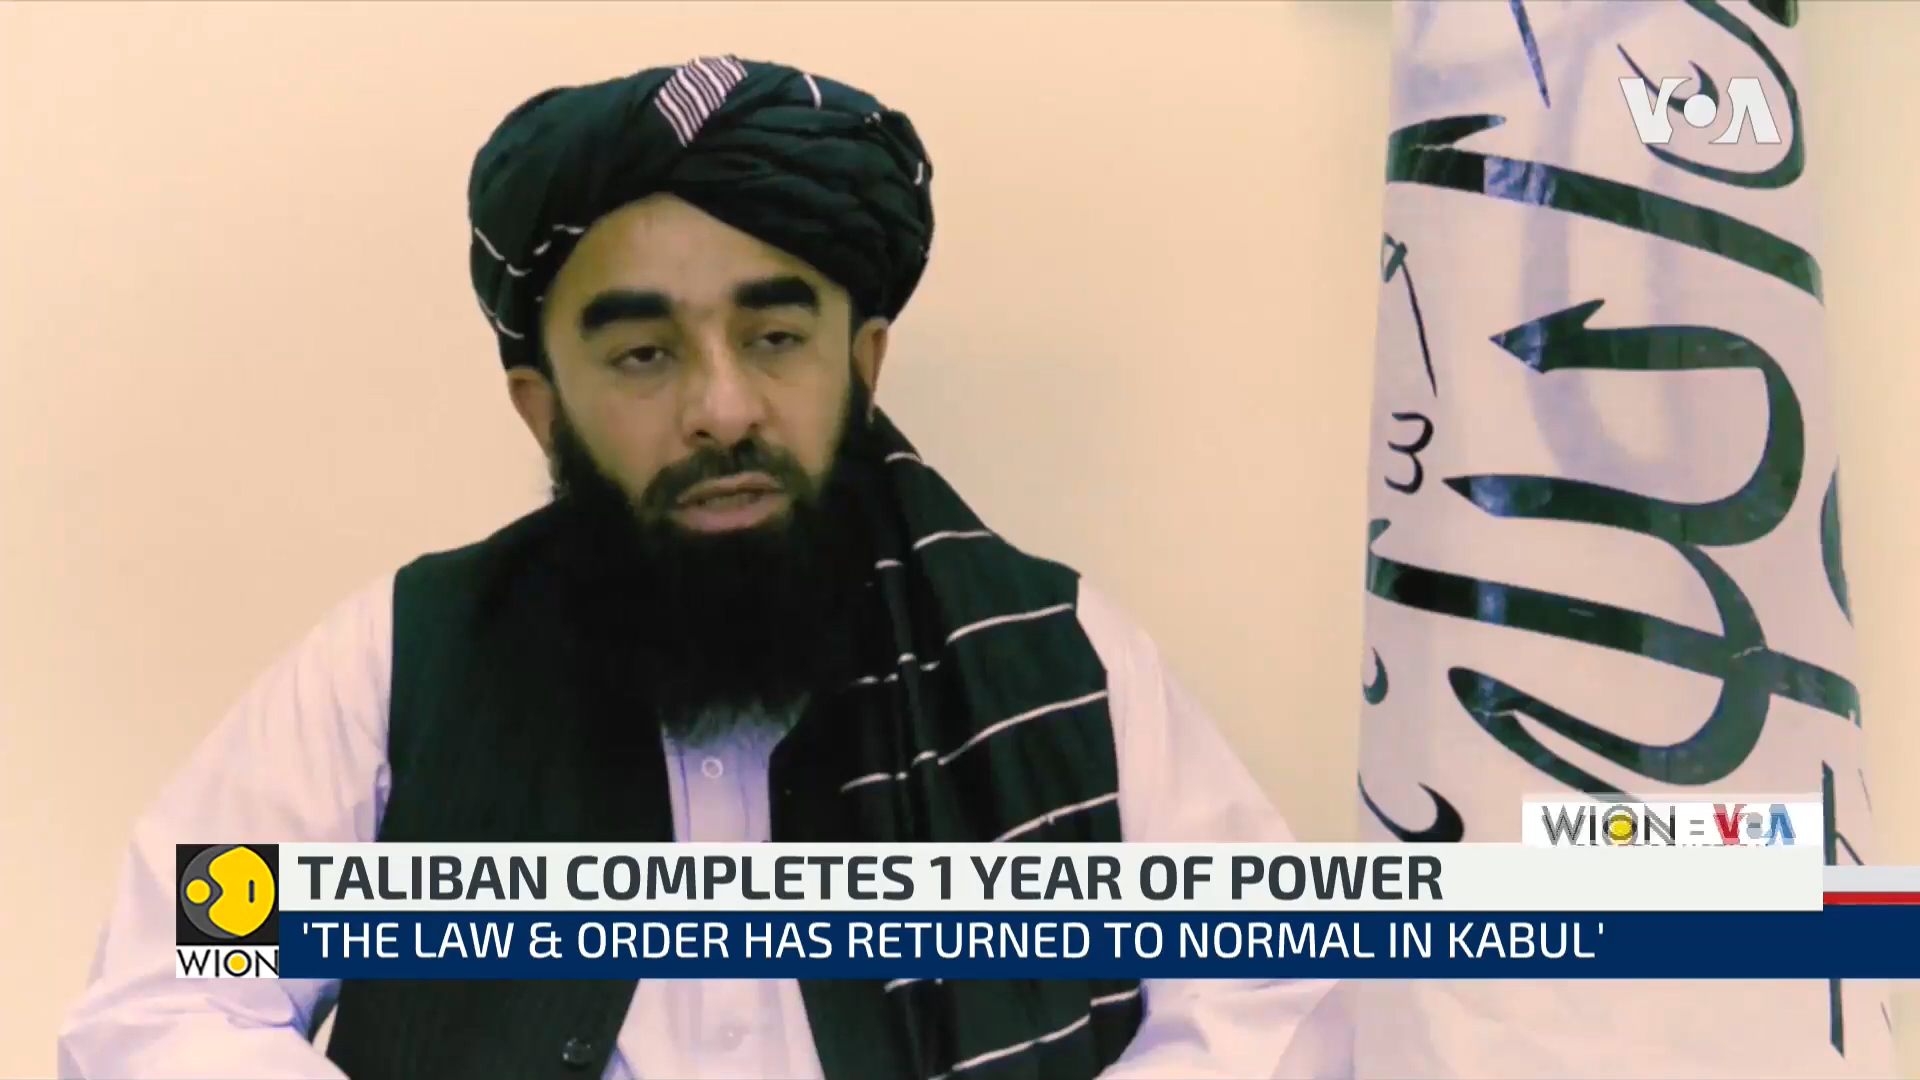 VOA
WION = VOA
TALIBAN COMPLETES 1 YEAR OF POWER
'THE LAW & ORDER HAS RETURNED TO NORMAL IN KABUL'
WION